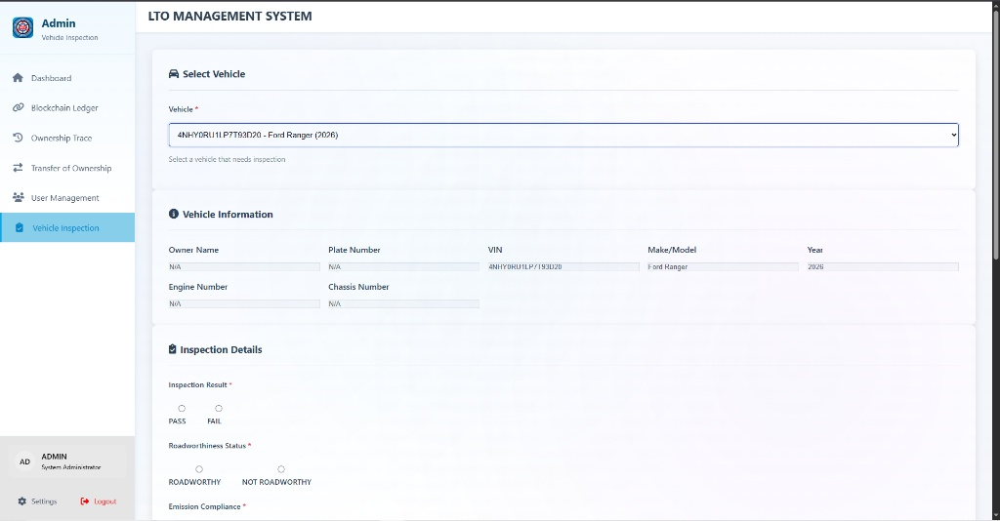 Admin
Vehicle Inspection
LTO MANAGEMENT SYSTEM
Dashboard
Blockchain Ledger
Ownership Trace
Transfer of Ownership
User Management
Vehicle Inspection
ADMIN
AD
System Administrator
Settings
Logout
Select Vehicle
Vehicle *
4NHY0RU1LP7T93D20 - Ford Ranger (2026)
Select a vehicle that needs inspection
Vehicle Information
Owner Name Plate Number VIN Make/Model Year
N/A N/A 4NHY0RU1LP7T93D20 Ford Ranger 2026
Engine Number Chassis Number
N/A N/A
Inspection Details
Inspection Result *
PASS FAIL
Roadworthiness Status *
ROADWORTHY NOT ROADWORTHY
Emission Compliance *